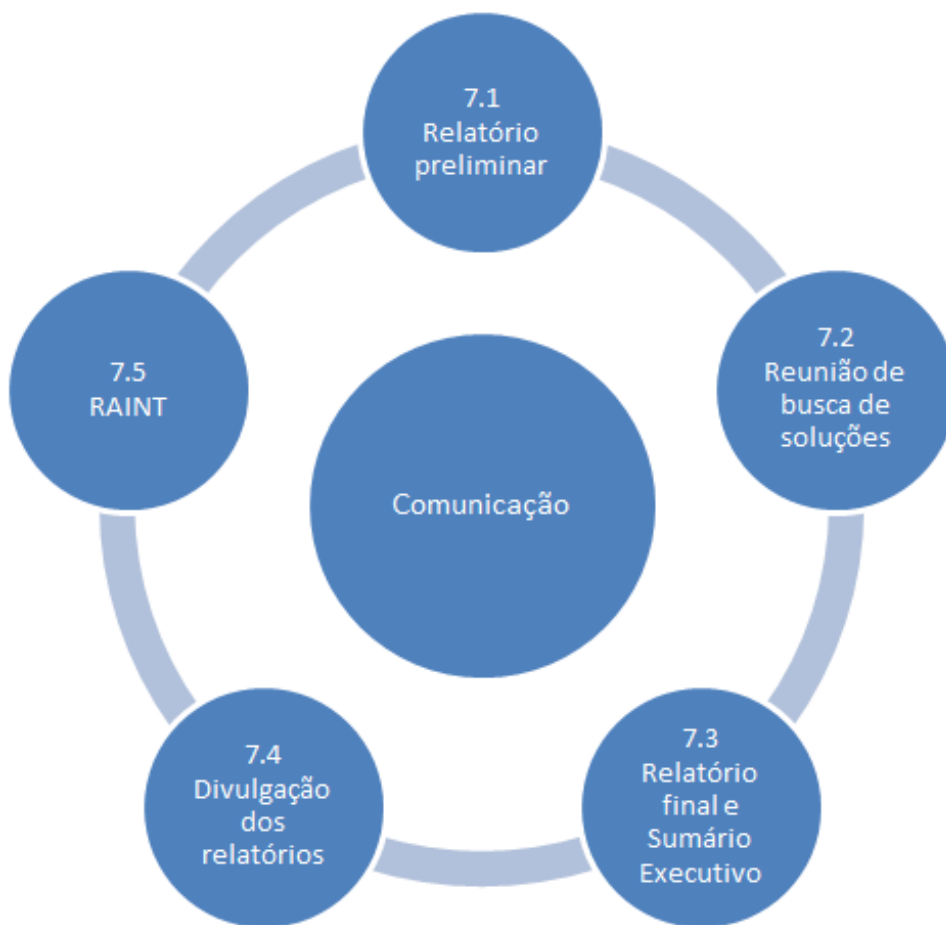 7.1
Relatório
preliminar
7.2
Reunião de
busca de
soluções
7.3
Relatório
final e
Sumário
Executivo
7.4
Divulgação
dos
relatórios
7.5
RAINT
Comunicação